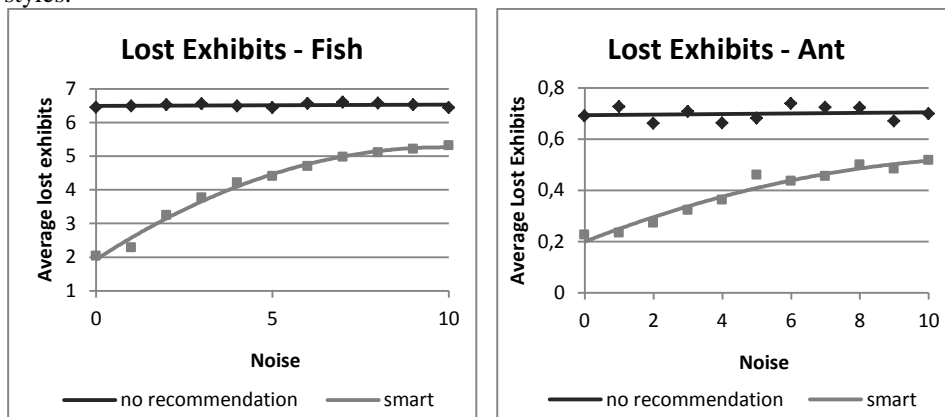 styles.
Lost Exhibits - Fish
Average lost exhibits
7
6
5
4
3
2
1
0
5
10
Noise
no recommendation
smart
Lost Exhibits - Ant
Average Lost Exhibits
0,8
0,6
0,4
0,2
0
0
2
4
6
8
10
Noise
no recommendation
smart